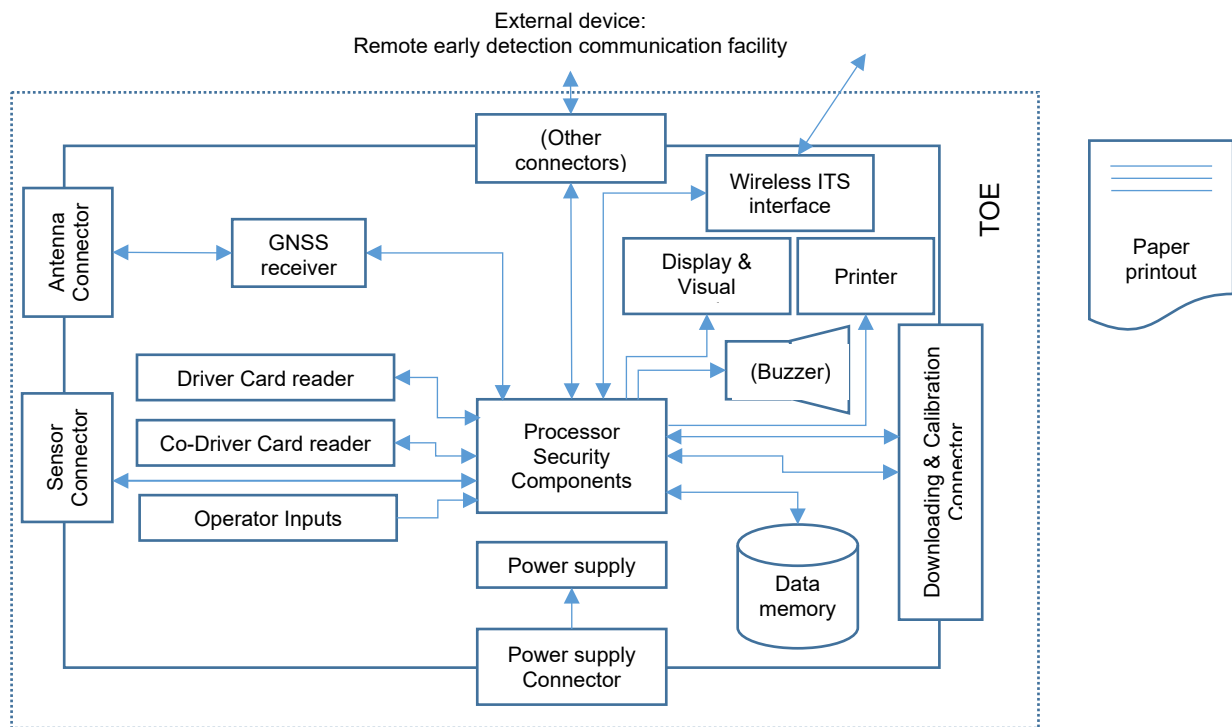 External device:
Remote early detection communication facility
(Other
connectors)
Wireless ITS
interface
TOE
Antenna
Connector
GNSS
receiver
Display &
Visual
Printer
Paper
printout
Driver Card reader
(Buzzer)
Co-Driver Card reader
Sensor
Connector
Processor
Security
Components
Downloading & Calibration
Connector
Operator Inputs
Power supply
Data
memory
Power supply
Connector